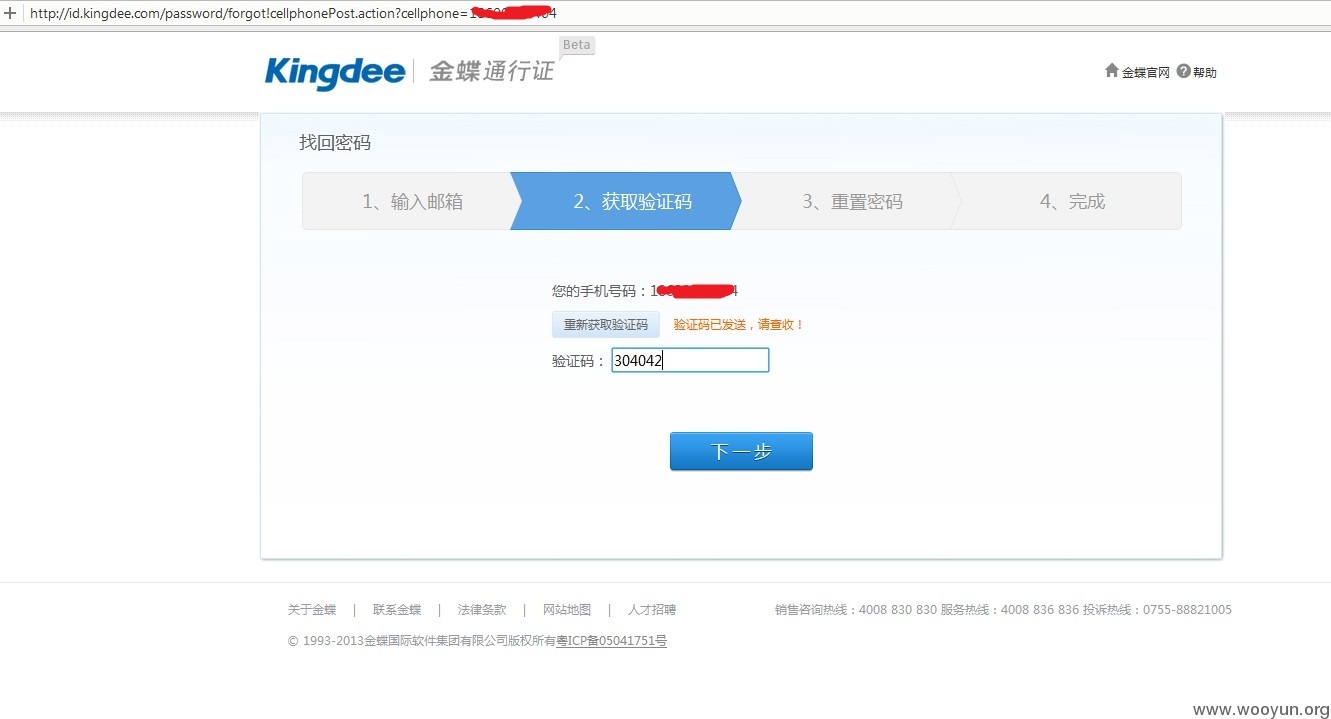 http://id.kingdee.com/password/forgot!cellphonePost.action?cellphone=
Beta
Kingdee 金蝶通行证
金蝶官网 帮助
找回密码
1、输入邮箱 2、获取验证码 3、重置密码 4、完成
您的手机号码：
重新获取验证码 验证码已发送，请查收！
验证码： 304042
下一步
关于金蝶 | 联系金蝶 | 法律条款 | 网站地图 | 人才招聘 销售咨询热线：4008 830 830 服务热线：4008 836 836 投诉热线：0755-88821005
© 1993-2013金蝶国际软件集团有限公司版权所有粤ICP备05041751号
www.wooyun.org